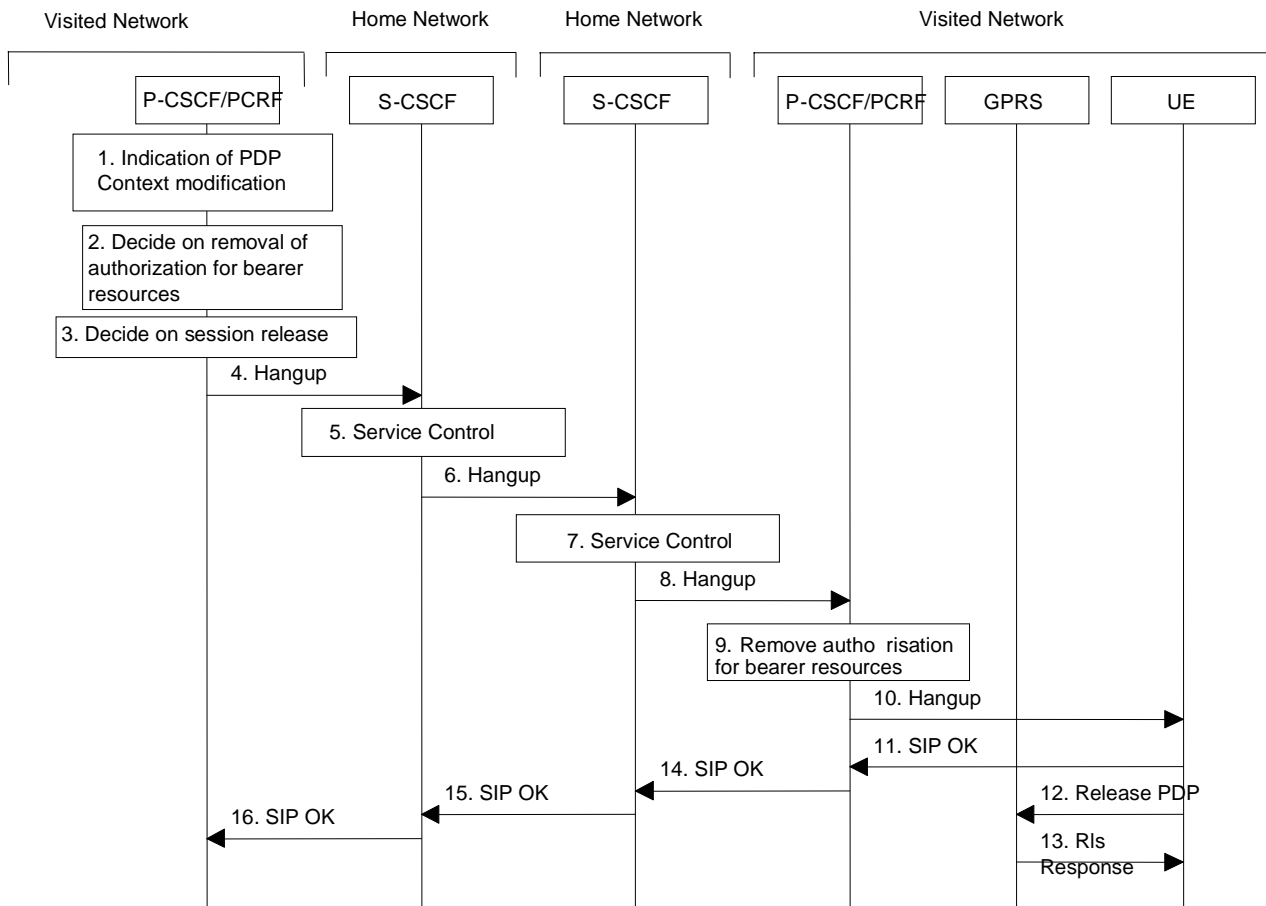 Visited Network
Home Network
Home Network
Visited Network
P-CSCF/PCRF
S-CSCF
S-CSCF
P-CSCF/PCRF
GPRS
UE
1. Indication of PDP
Context modification
2. Decide on removal of
authorization for bearer
resources
3. Decide on session release
4. Hangup
5. Service Control
6. Hangup
7. Service Control
8. Hangup
9. Remove autho risation
for bearer resources
10. Hangup
11. SIP OK
14. SIP OK
15. SIP OK
12. Release PDP
16. SIP OK
13. Rls
Response